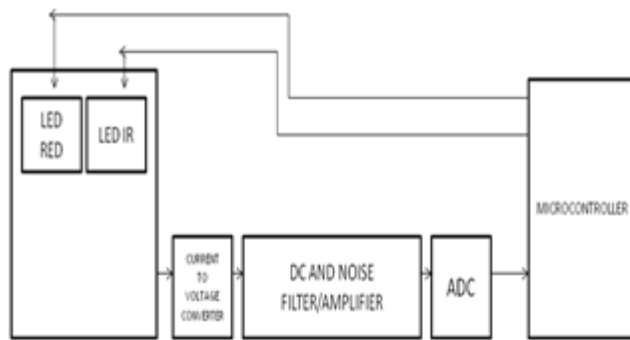 LED
RED
LED IR
MICROCONTROLLER
CURRENT
TO
VOLTAGE
CONVERTER
DC AND NOISE
FILTER/AMPLIFIER
ADC